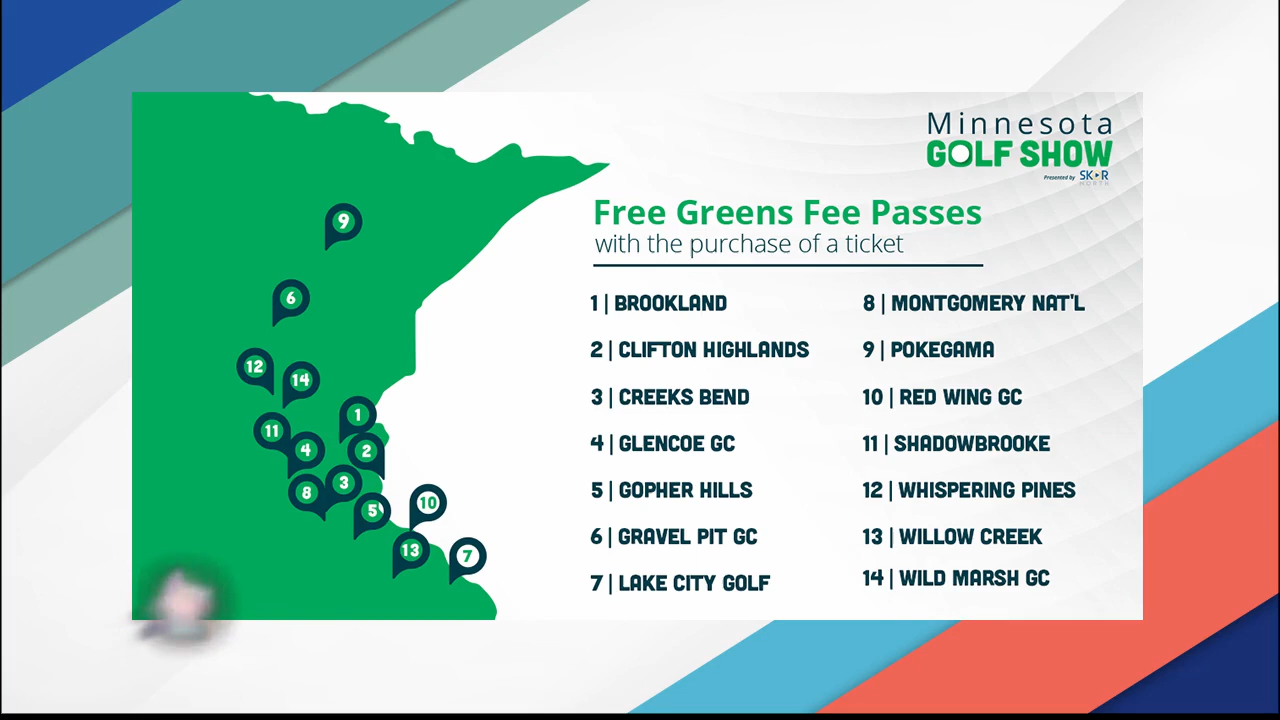 Minnesota
GOLF SHOW
Presented by SKOR
NORTH
Free Greens Fee Passes
with the purchase of a ticket
1 | BROOKLAND
2 | CLIFTON HIGHLANDS
3 | CREEKS BEND
4 | GLENCOE GC
5 | GOPHER HILLS
6 | GRAVEL PIT GC
7 | LAKE CITY GOLF
8 | MONTGOMERY NAT'L
9 | POKEGAMA
10 | RED WING GC
11 | SHADOWBROOKE
12 | WHISPERING PINES
13 | WILLOW CREEK
14 | WILD MARSH GC
9
6
12
14
1
11
4
2
3
8
10
5
13
7